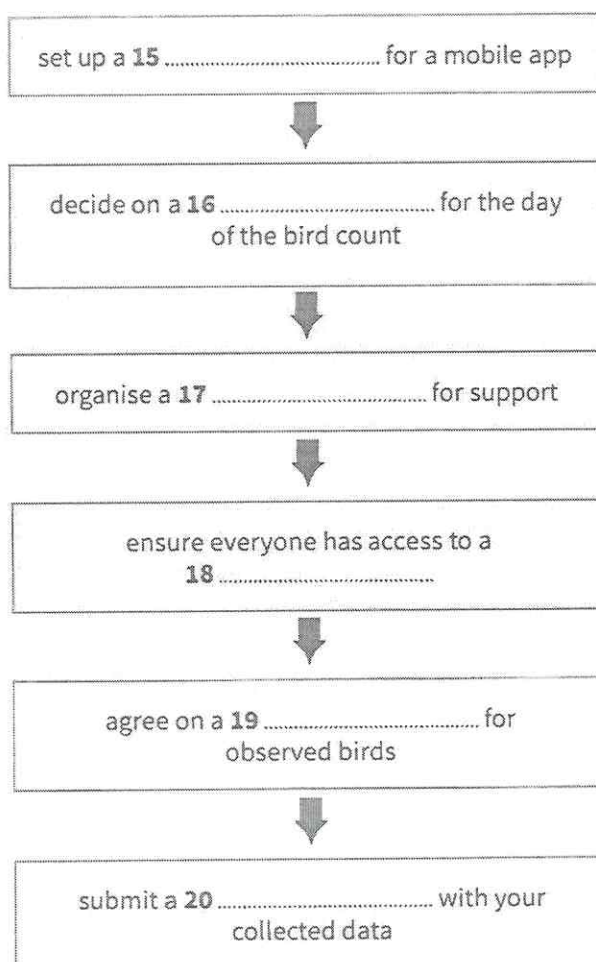 set up a 15 ............................................ for a mobile app
decide on a 16 ............................................ for the day
of the bird count
organise a 17 ............................................ for support
ensure everyone has access to a
18 ............................................
agree on a 19 ............................................ for
observed birds
submit a 20 ............................................ with your
collected data